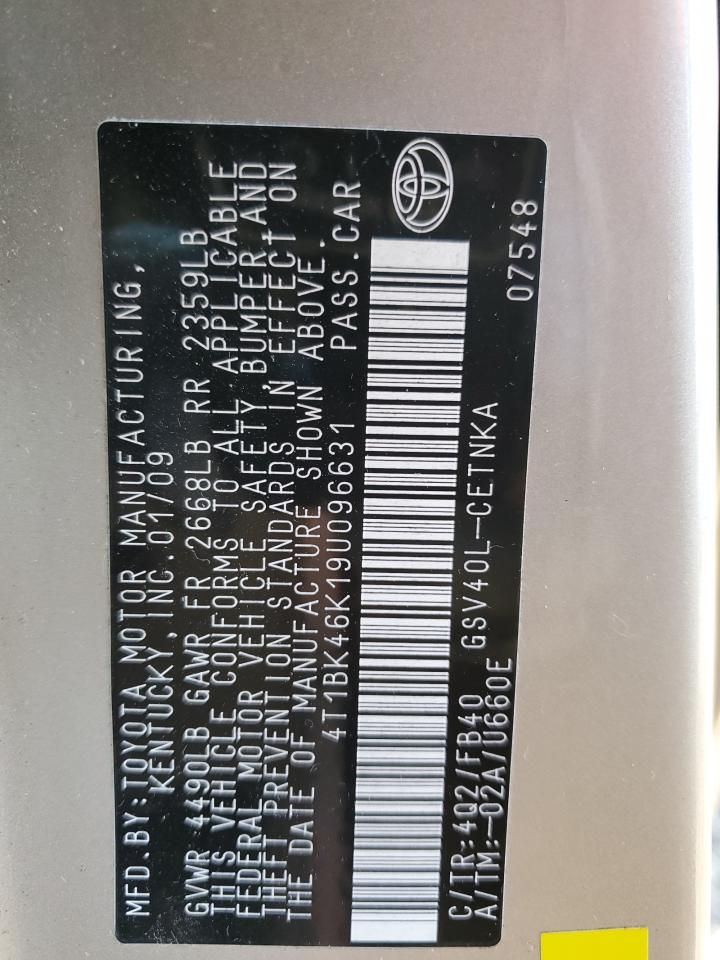 MFD.BY:TOYOTA MOTOR MANUFACTURING,
KENTUCKY,INC.01/09
GVWR 4490LB GAWR FR 2668LB RR 2359LB
THIS VEHICLE CONFORMS TO ALL APPLICABLE
FEDERAL MOTOR VEHICLE SAFETY,BUMPER,AND
THEFT PREVENTION STANDARDS IN EFFECT ON
THE DATE OF MANUFACTURE SHOWN ABOVE.
4T1BK46K19U096631 PASS.CAR
C/TR:4Q2/FB40 GSV40L-CETNKA
A/TM:-02A/U660E 07548